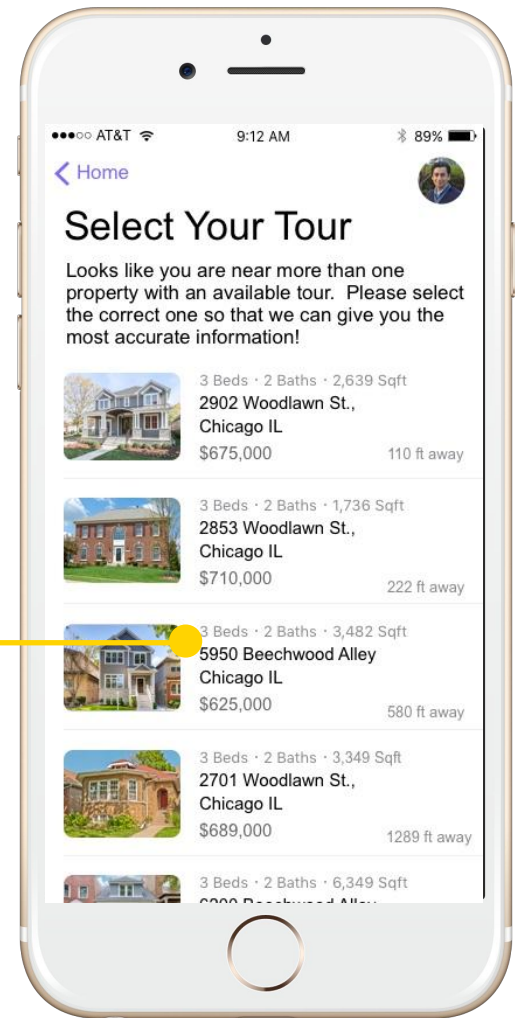 AT&T 9:12 AM 89%
Home
Select Your Tour
Looks like you are near more than one
property with an available tour. Please select
the correct one so that we can give you the
most accurate information!
3 Beds · 2 Baths · 2,639 Sqft
2902 Woodlawn St.,
Chicago IL
$675,000 110 ft away
3 Beds · 2 Baths · 1,736 Sqft
2853 Woodlawn St.,
Chicago IL
$710,000 222 ft away
3 Beds · 2 Baths · 3,482 Sqft
5950 Beechwood Alley
Chicago IL
$625,000 580 ft away
3 Beds · 2 Baths · 3,349 Sqft
2701 Woodlawn St.,
Chicago IL
$689,000 1289 ft away
3 Beds · 2 Baths · 6,349 Sqft